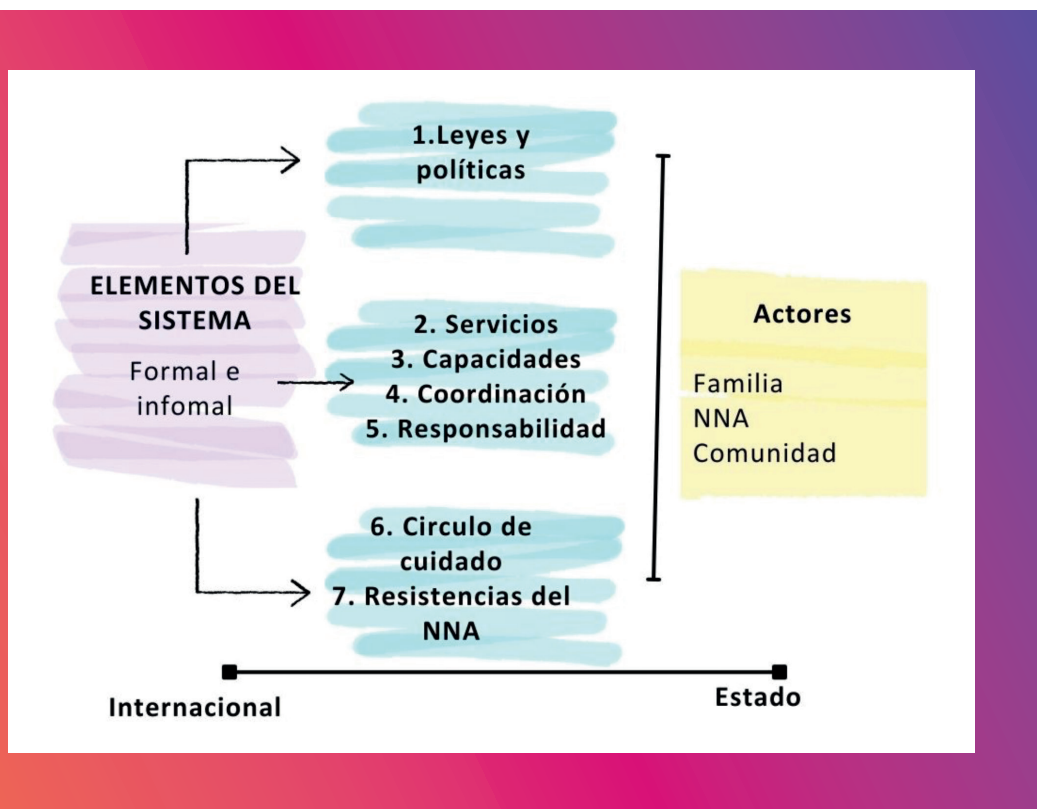 1.Leyes y
políticas
ELEMENTOS DEL
SISTEMA
Formal e
infomal
2. Servicios
3. Capacidades
4. Coordinación
5. Responsabilidad
6. Circulo de
cuidado
7. Resistencias del
NNA
Actores
Familia
NNA
Comunidad
Internacional
Estado